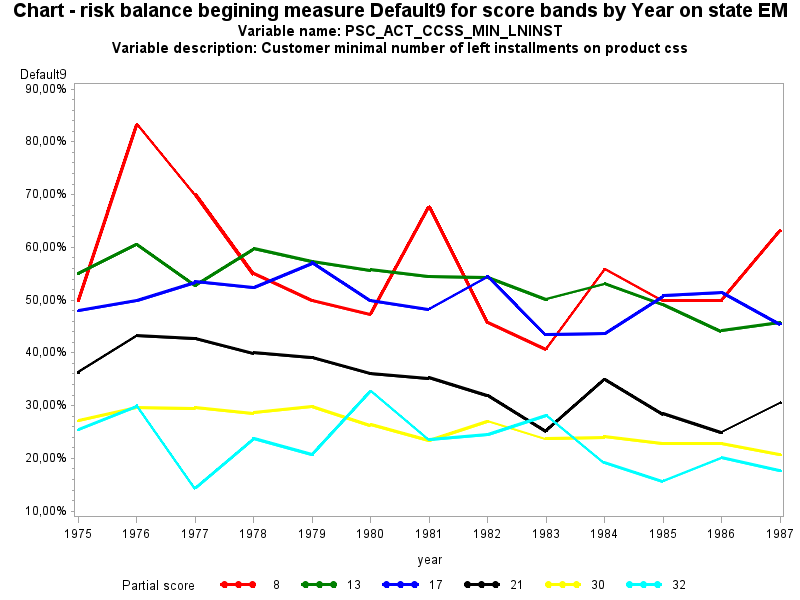 Chart - risk balance begining measure Default9 for score bands by Year on state EM
Variable name: PSC_ACT_CCSS_MIN_LNINST
Variable description: Customer minimal number of left installments on product css
Default9
90,00%
80,00%
70,00%
60,00%
50,00%
40,00%
30,00%
20,00%
10,00%
1975 1976 1977 1978 1979 1980 1981 1982 1983 1984 1985 1986 1987
year
Partial score 8 13 17 21 30 32